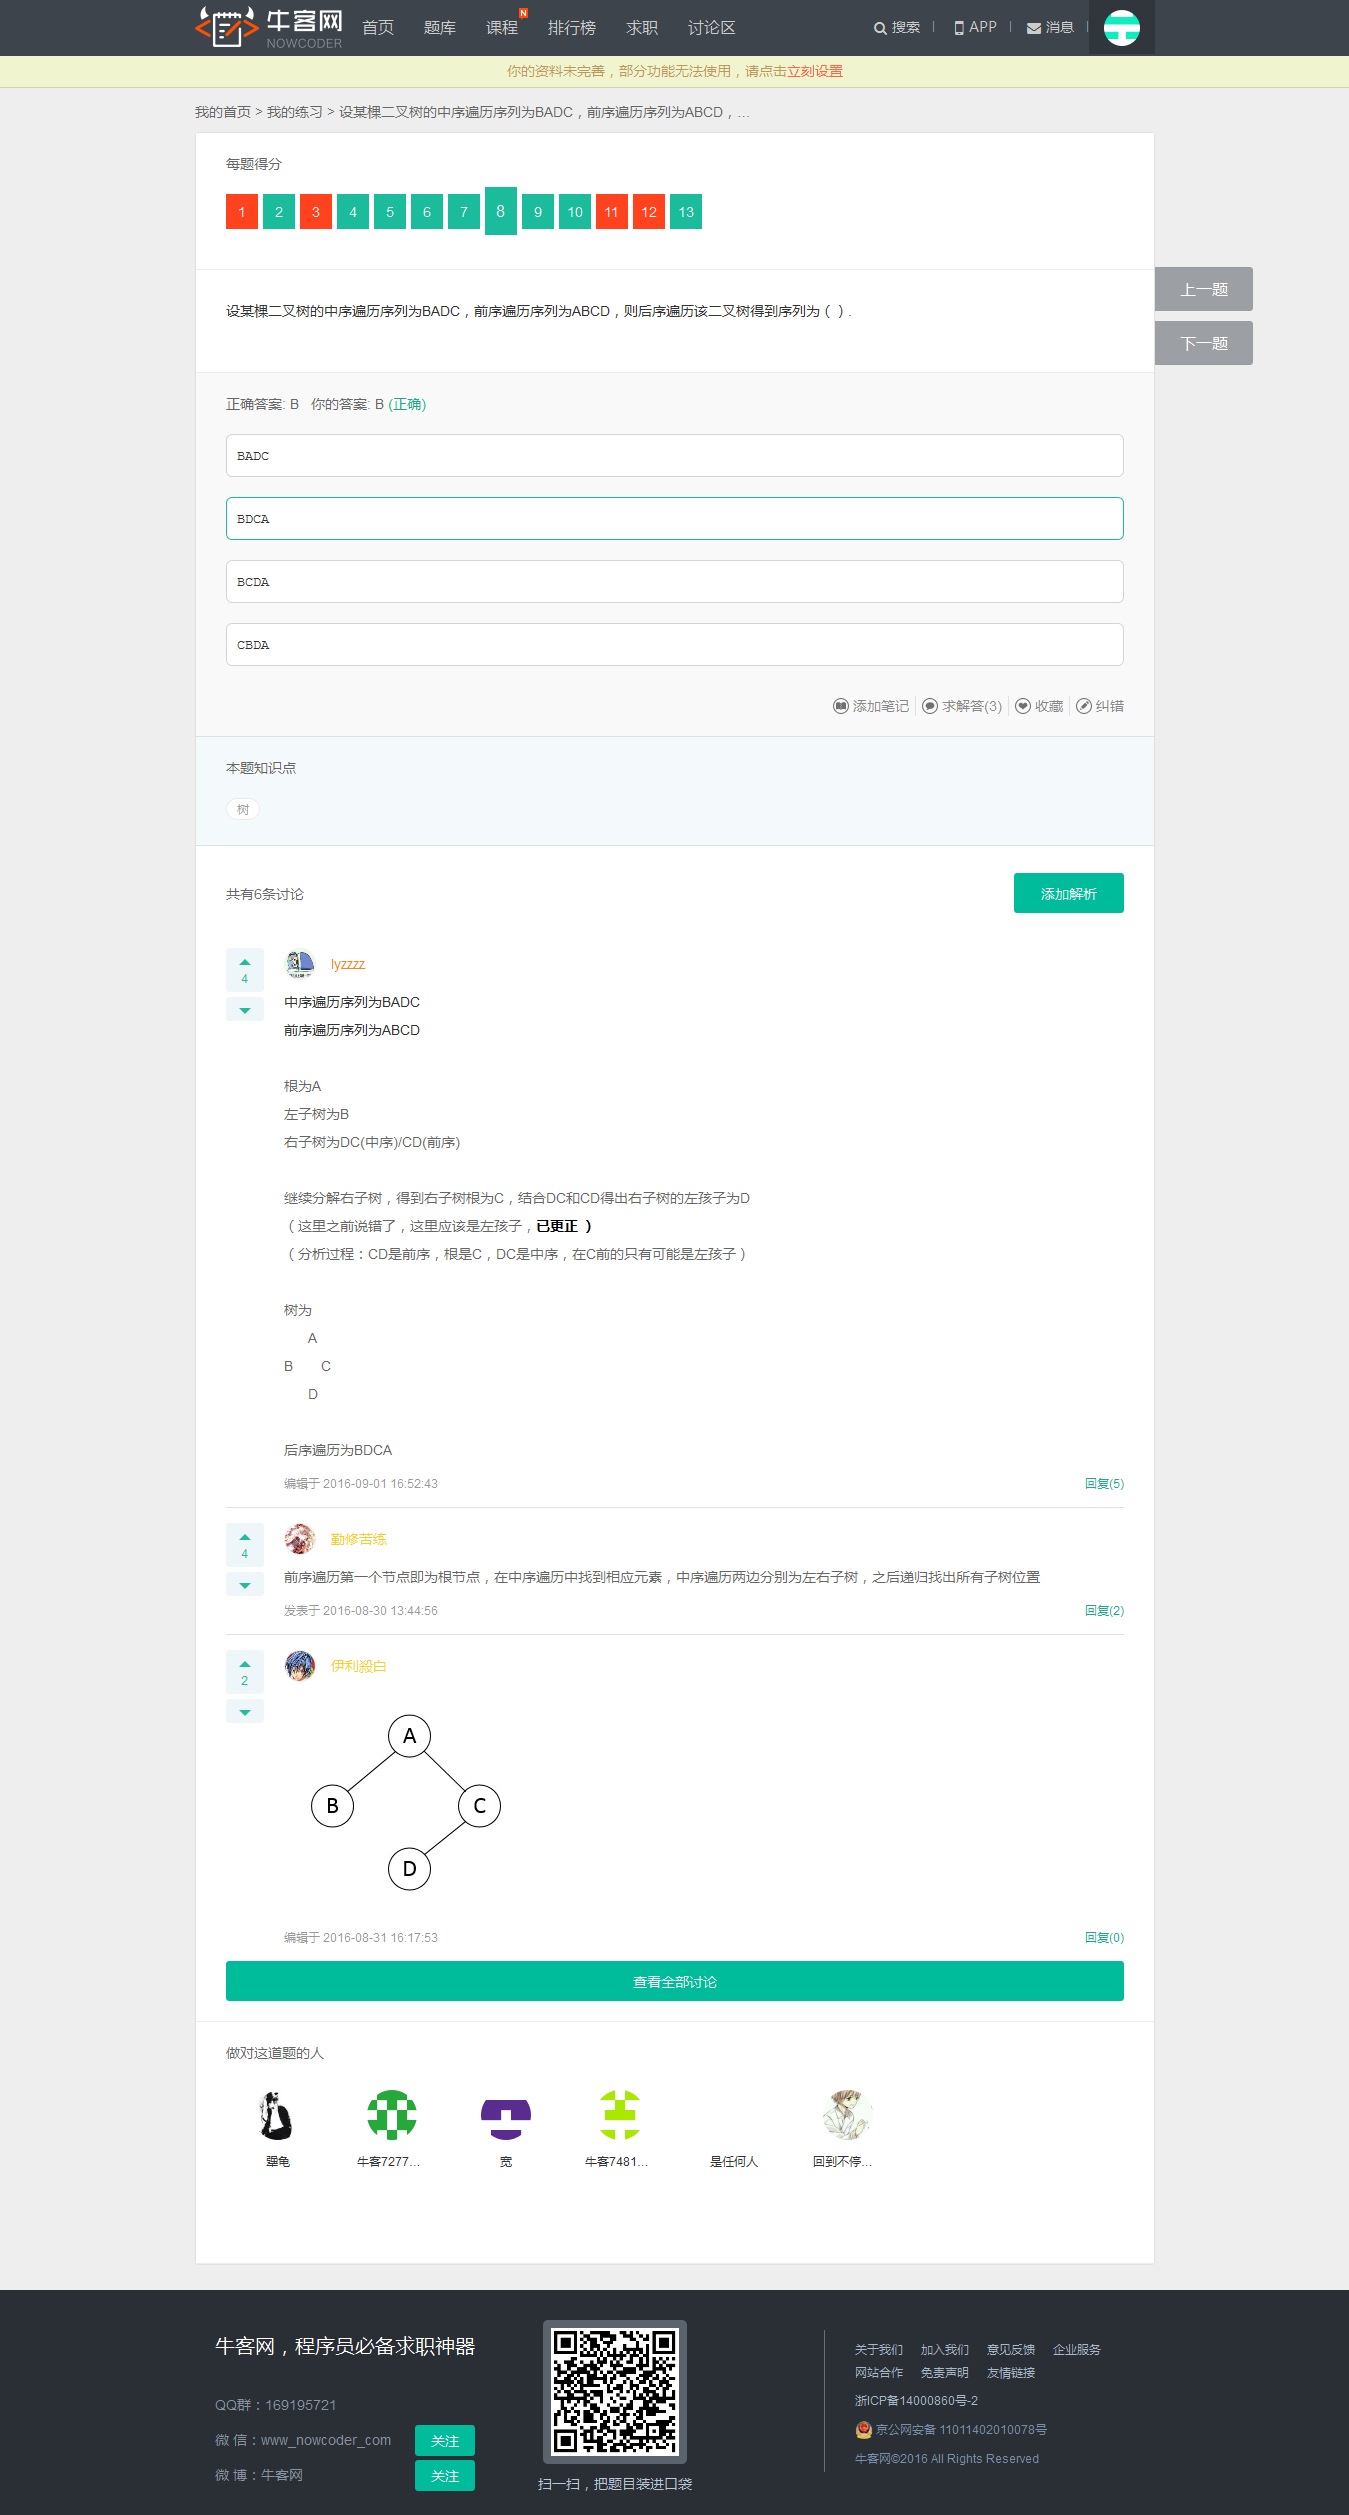 牛客网
NOWCODER
首页 题库 课程 N 排行榜 求职 讨论区 搜索 APP 消息
你的资料未完善，部分功能无法使用，请点击立刻设置
我的首页 > 我的练习 > 设某棵二叉树的中序遍历序列为BADC，前序遍历序列为ABCD，...
每题得分
1 2 3 4 5 6 7 8 9 10 11 12 13
上一题
设某棵二叉树的中序遍历序列为BADC，前序遍历序列为ABCD，则后序遍历该二叉树得到序列为（ ）.
下一题
正确答案: B 你的答案: B (正确)
BADC
BDCA
BCDA
CBDA
添加笔记 求解答(3) 收藏 纠错
本题知识点
树
共有6条讨论 添加解析
4
lyzzzz
中序遍历序列为BADC
前序遍历序列为ABCD
根为A
左子树为B
右子树为DC(中序)/CD(前序)
继续分解右子树，得到右子树根为C，结合DC和CD得出右子树的左孩子为D
（这里之前说错了，这里应该是左孩子，已更正 ）
（分析过程：CD是前序，根是C，DC是中序，在C前的只有可能是左孩子）
树为
A
B C
D
后序遍历为BDCA
编辑于 2016-09-01 16:52:43 回复(5)
4
勤修苦练
前序遍历第一个节点即为根节点，在中序遍历中找到相应元素，中序遍历两边分别为左右子树，之后递归找出所有子树位置
发表于 2016-08-30 13:44:56 回复(2)
2
伊利殿白
A
B C
D
编辑于 2016-08-31 16:17:53 回复(0)
查看全部讨论
做对这道题的人
犟龟 牛客7277... 宽 牛客7481... 是任何人 回到不停...
牛客网，程序员必备求职神器
QQ群：169195721
微 信：www_nowcoder_com 关注
微 博：牛客网 关注
扫一扫，把题目装进口袋
关于我们 加入我们 意见反馈 企业服务
网站合作 免责声明 友情链接
浙ICP备14000860号-2
京公网安备 11011402010078号
牛客网©2016 All Rights Reserved